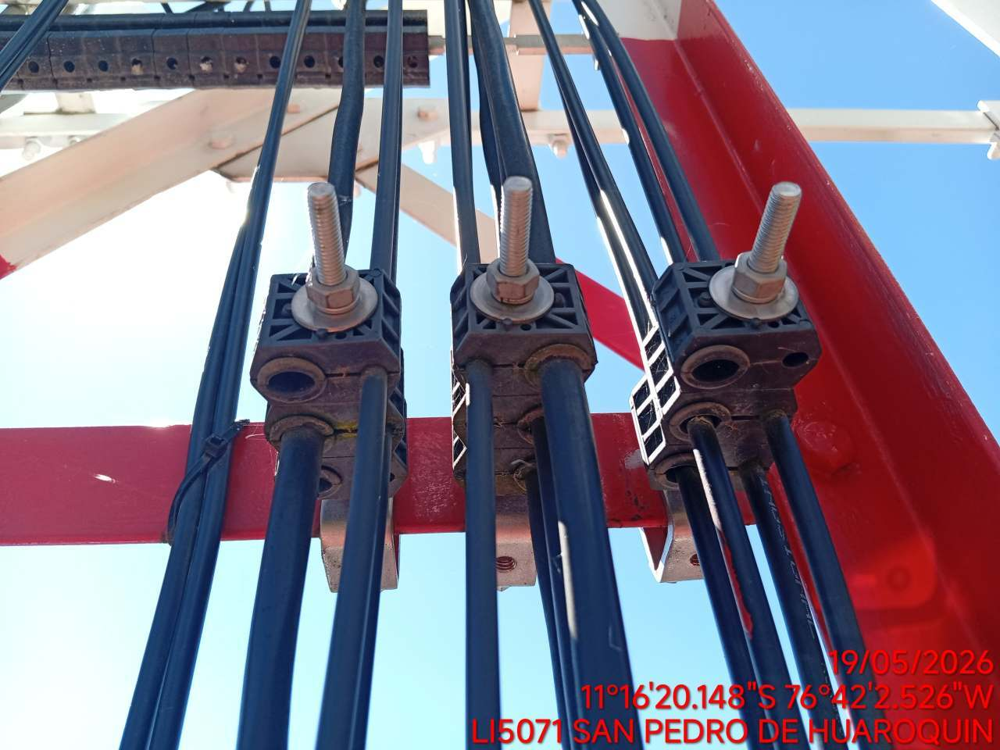 19/05/2026
11°16'20.148"S 76°42'2.526"W
LI5071 SAN PEDRO DE HUAROQUIN